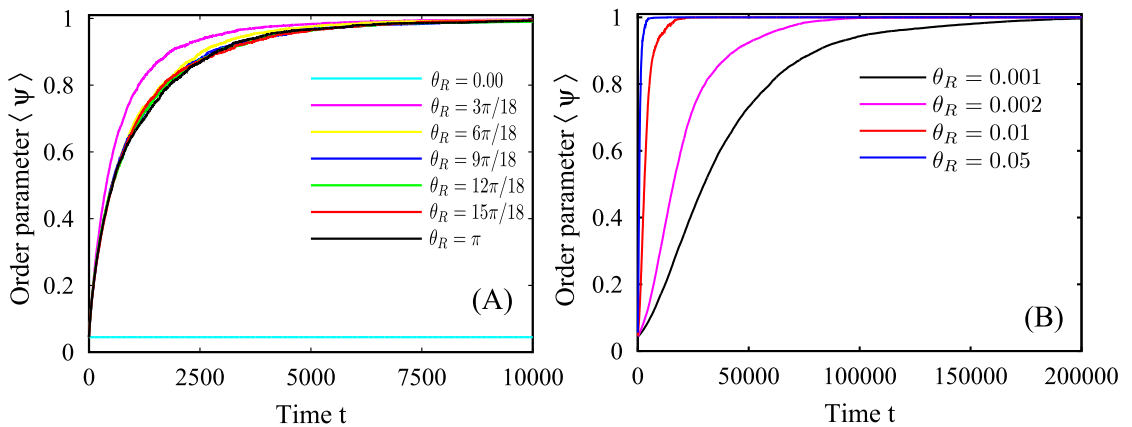 Order parameter ⟨ ψ ⟩
1
0.8
0.6
0.4
0.2
0
θ_R = 0.00
θ_R = 3π/18
θ_R = 6π/18
θ_R = 9π/18
θ_R = 12π/18
θ_R = 15π/18
θ_R = π
(A)
0 2500 5000 7500 10000
Time t
Order parameter ⟨ ψ ⟩
1
0.8
0.6
0.4
0.2
0
θ_R = 0.001
θ_R = 0.002
θ_R = 0.01
θ_R = 0.05
(B)
0 50000 100000 150000 200000
Time t